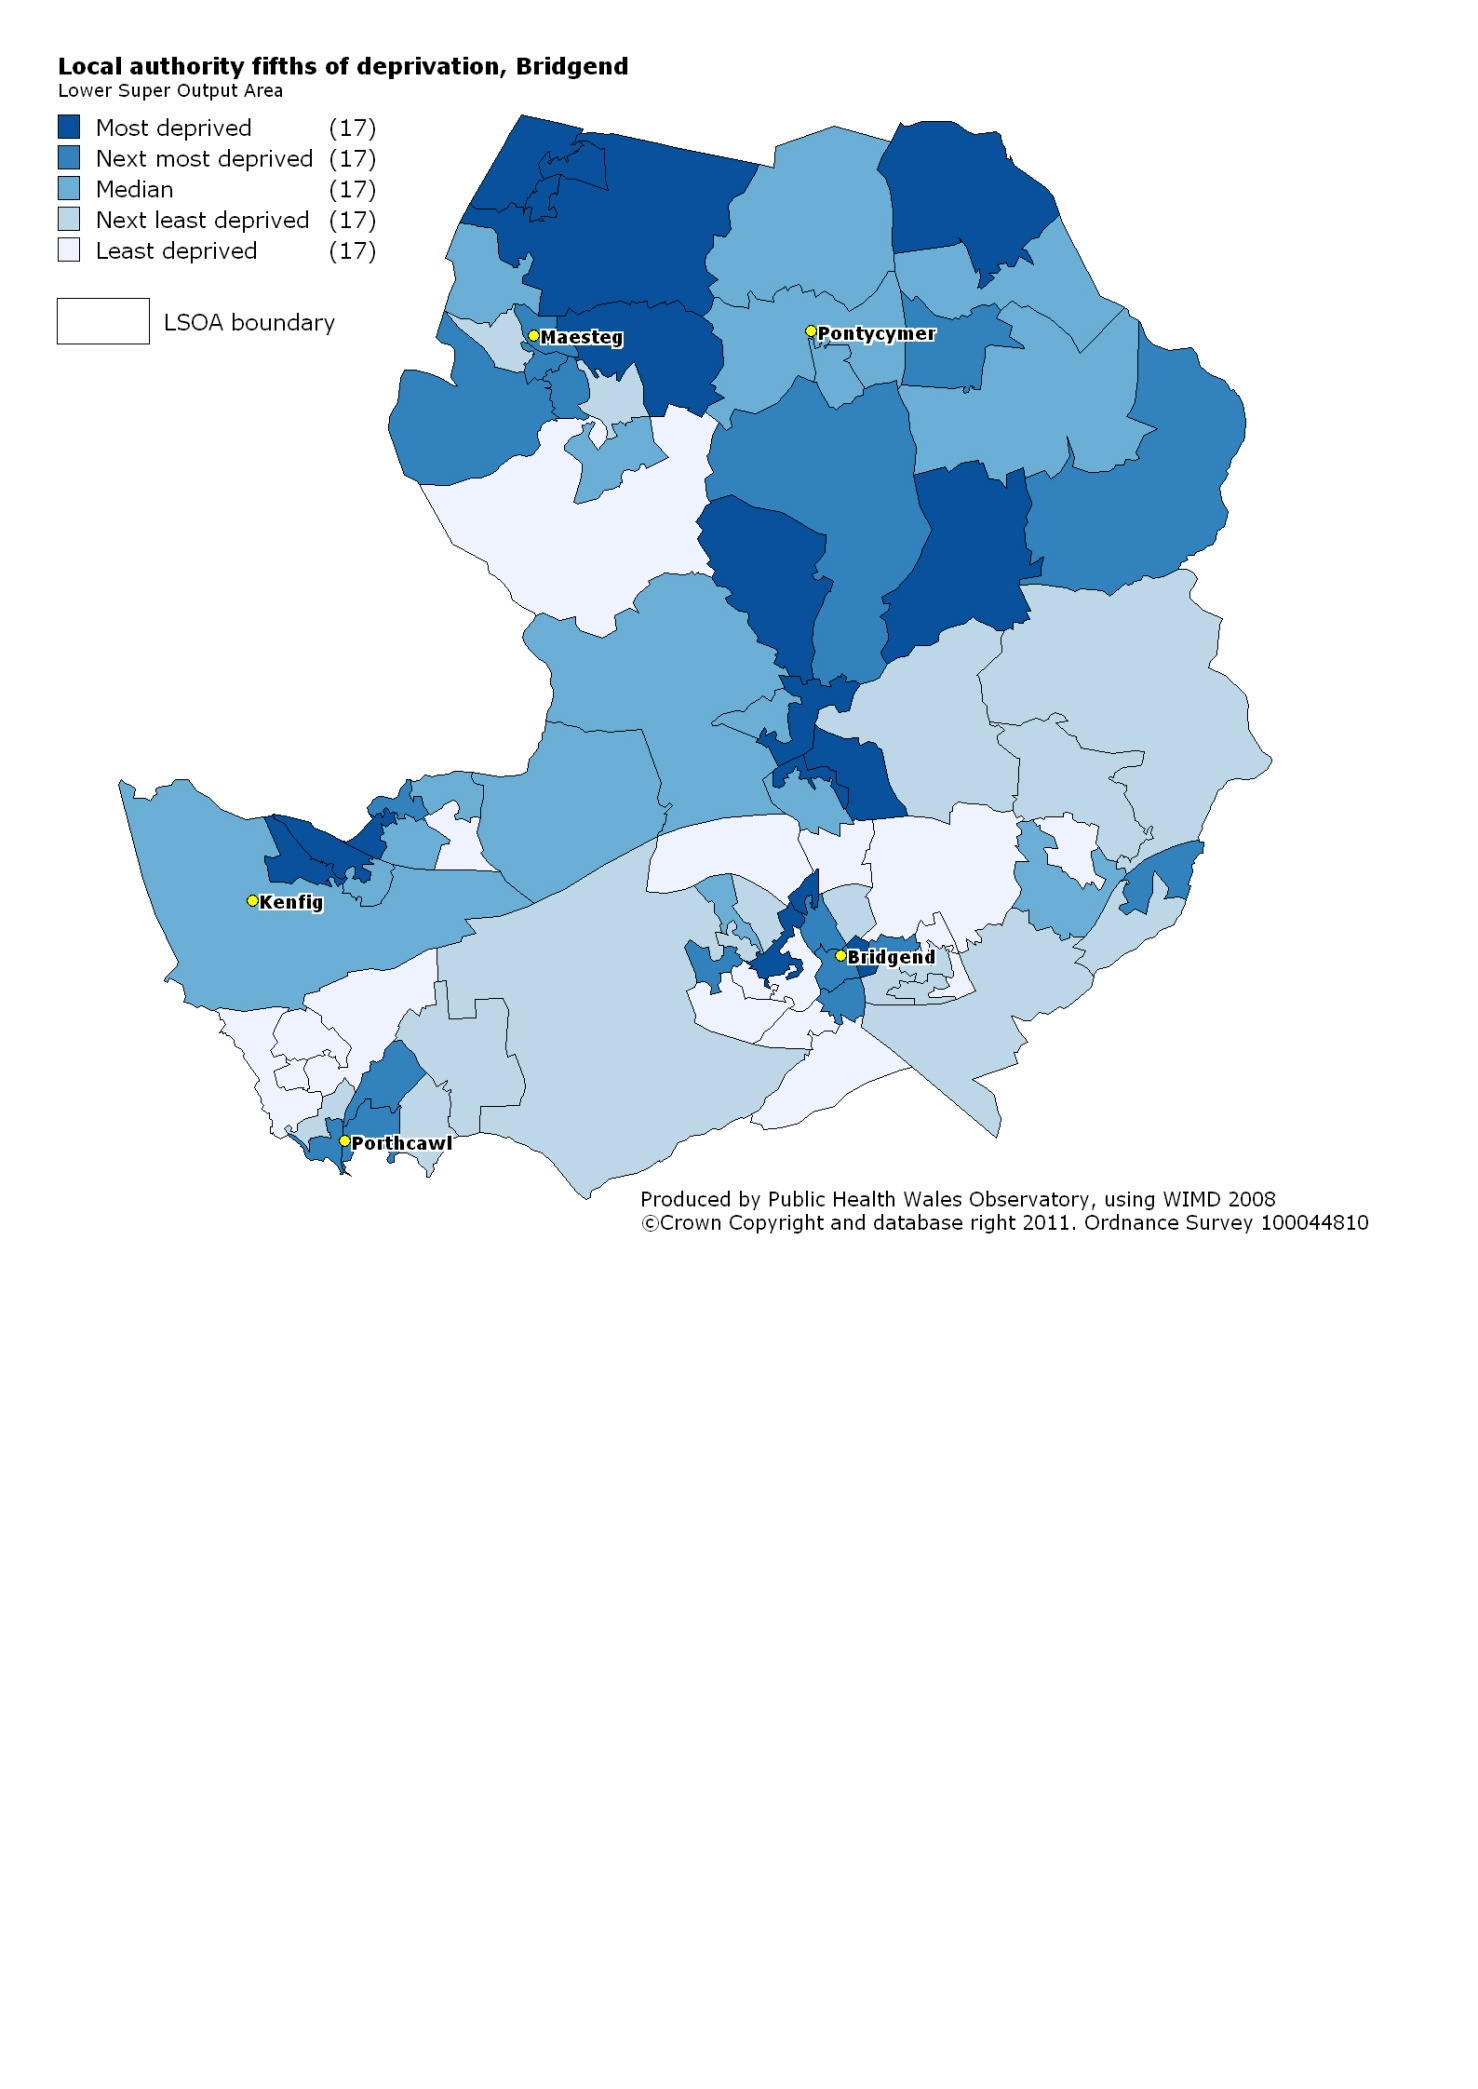 Local authority fifths of deprivation, Bridgend
Lower Super Output Area
Most deprived (17)
Next most deprived (17)
Median (17)
Next least deprived (17)
Least deprived (17)
LSOA boundary
Maesteg
Pontycymer
Kenfig
Bridgend
Porthcawl
Produced by Public Health Wales Observatory, using WIMD 2008
©Crown Copyright and database right 2011. Ordnance Survey 100044810